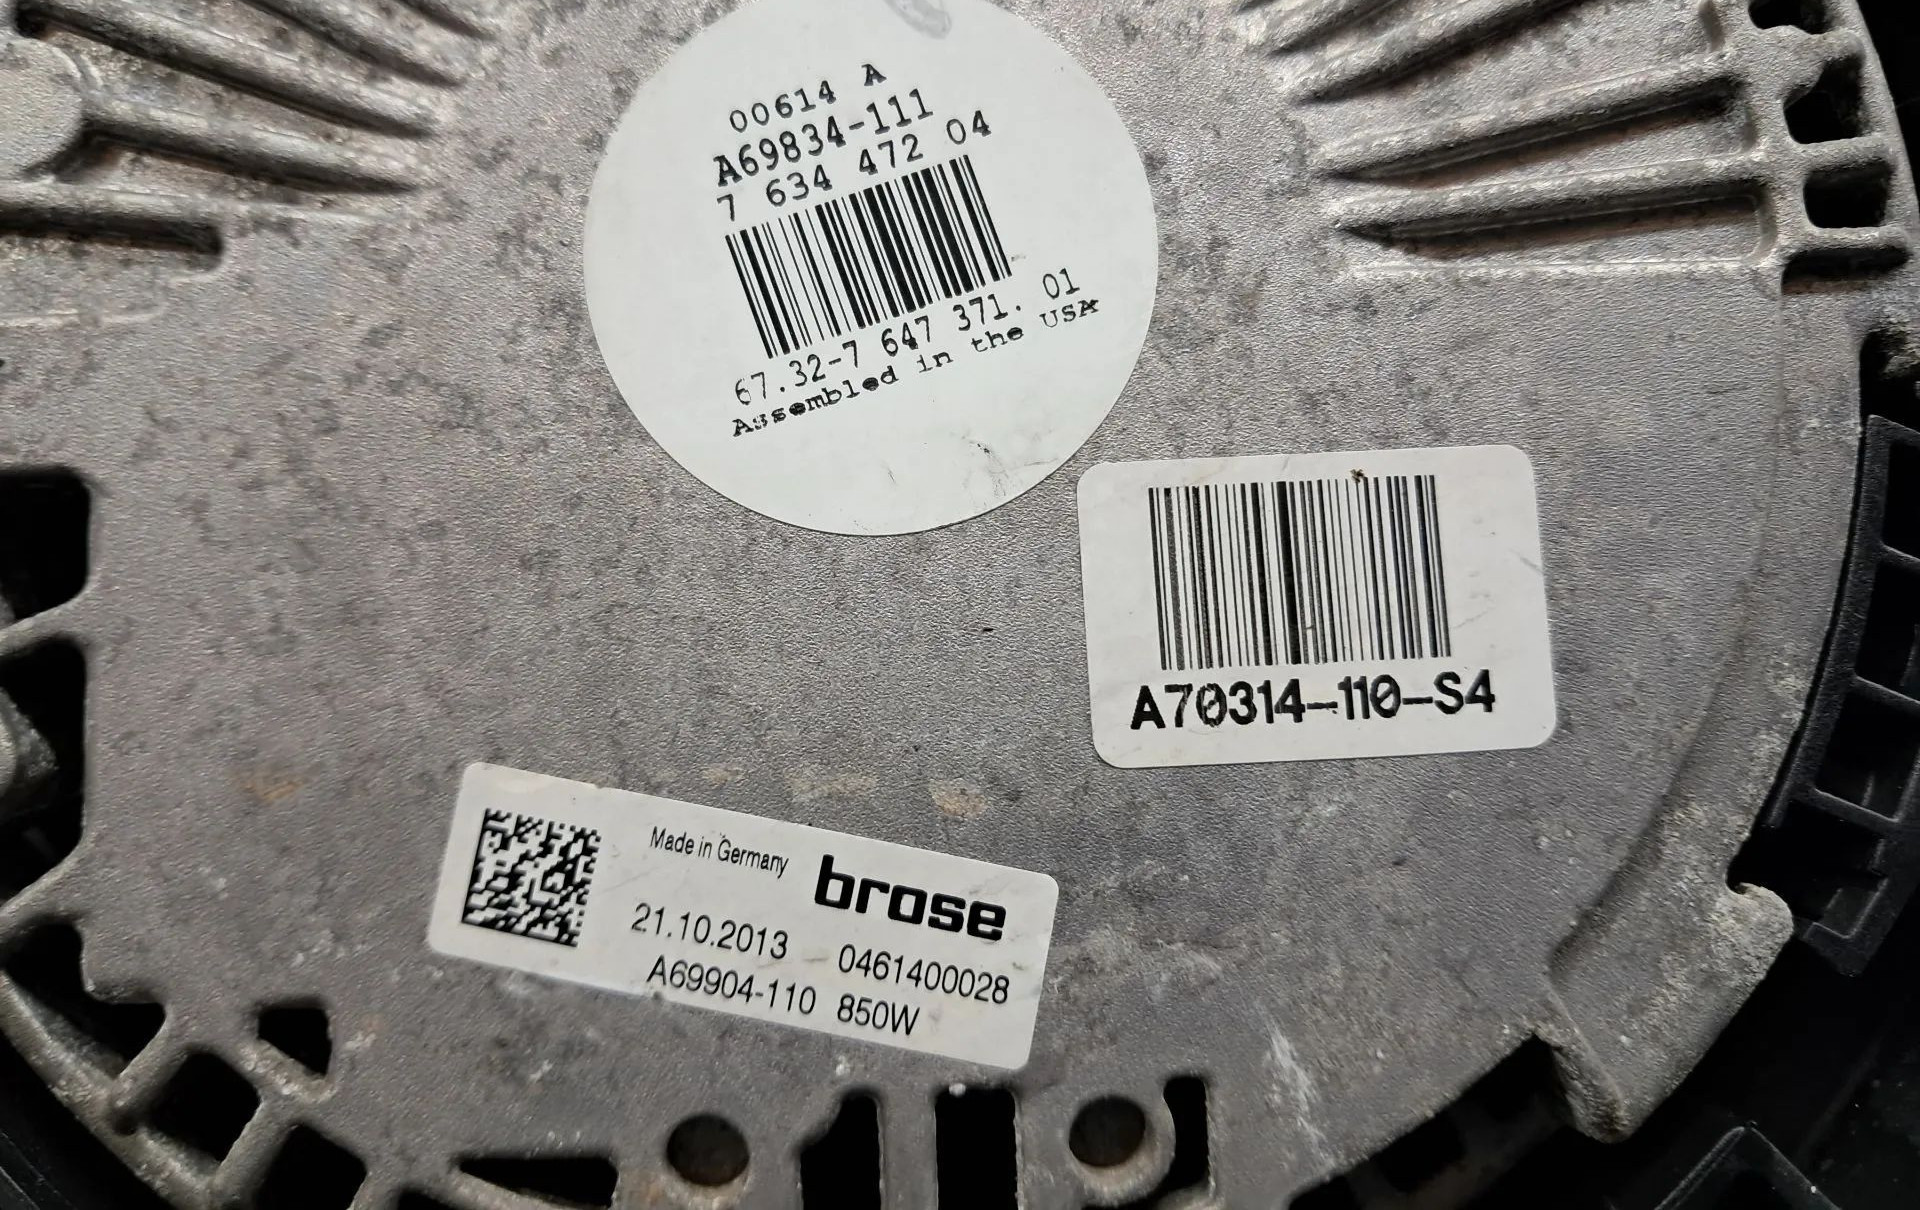 00614 A
A69834-111
7 634 472 04
67.32-7 647 371. 01
Assembled in the USA
A70314-110-S4
Made in Germany
brose
21.10.2013 0461400028
A69904-110 850W